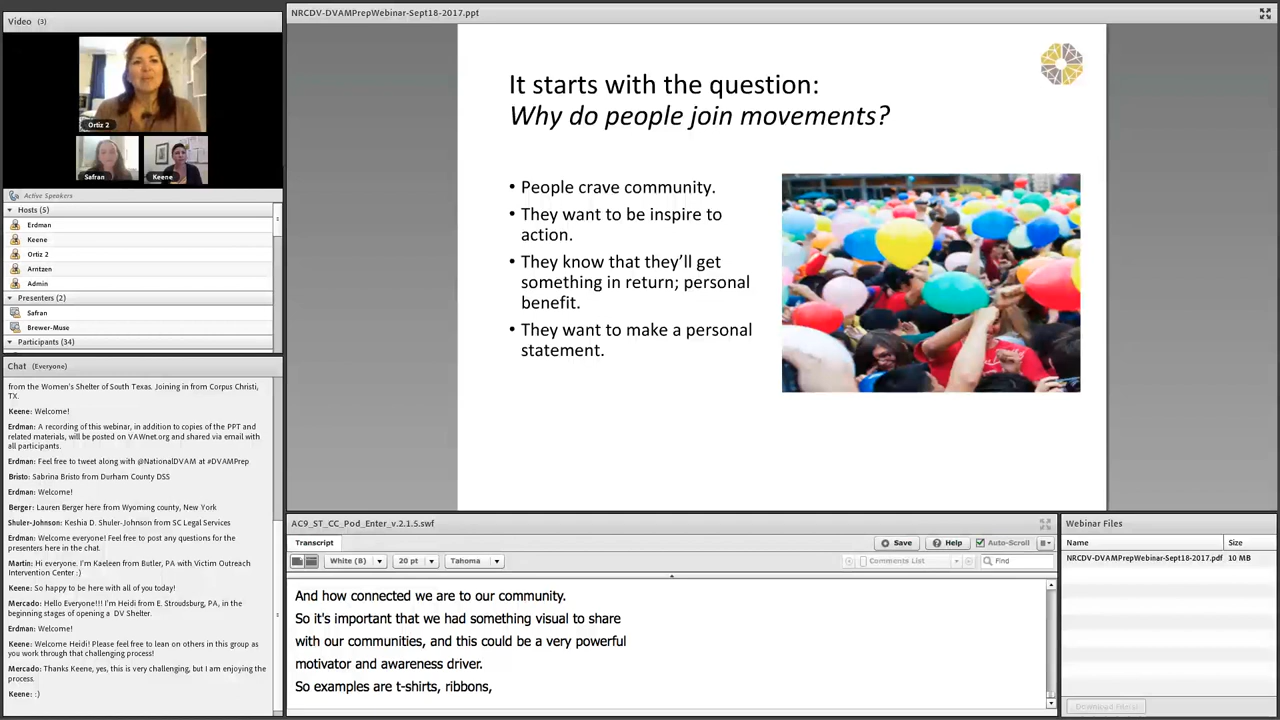 Video (3)
Ortiz 2
Safran
Keene
Active Speakers
Hosts (5)
Erdman
Keene
Ortiz 2
Arntzen
Admin
Presenters (2)
Safran
Brewer-Muse
Participants (34)
Chat (Everyone)
from the Women's Shelter of South Texas. Joining in from Corpus Christi,
TX.
Keene: Welcome!
Erdman: A recording of this webinar, in addition to copies of the PPT and
related materials, will be posted on VAWnet.org and shared via email with
all participants.
Erdman: Feel free to tweet along with @NationalDVAM at #DVAMPrep
Bristo: Sabrina Bristo from Durham County DSS
Erdman: Welcome!
Berger: Lauren Berger here from Wyoming county, New York
Shuler-Johnson: Keshia D. Shuler-Johnson from SC Legal Services
Erdman: Welcome everyone! Feel free to post any questions for the
presenters here in the chat.
Martin: Hi everyone. I'm Kaeleen from Butler, PA with Victim Outreach
Intervention Center :)
Keene: So happy to be here with all of you today!
Mercado: Hello Everyone!!! I'm Heidi from E. Stroudsburg, PA, in the
beginning stages of opening a DV Shelter.
Erdman: Welcome!
Keene: Welcome Heidi! Please feel free to lean on others in this group as
you work through that challenging process!
Mercado: Thanks Keene, yes, this is very challenging, but I am enjoying the
process.
Keene: :)
NRCDV-DVAMPrepWebinar-Sept18-2017.ppt
It starts with the question:
Why do people join movements?
• People crave community.
• They want to be inspire to
action.
• They know that they'll get
something in return; personal
benefit.
• They want to make a personal
statement.
AC9_ST_CC_Pod_Enter_v.2.1.5.swf
Transcript
Save
Help
Auto-Scroll
White (B)
20 pt
Tahoma
Comments List
Find
And how connected we are to our community.
So it's important that we had something visual to share
with our communities, and this could be a very powerful
motivator and awareness driver.
So examples are t-shirts, ribbons,
Webinar Files
Name Size
NRCDV-DVAMPrepWebinar-Sept18-2017.pdf 10 MB
Download File(s)